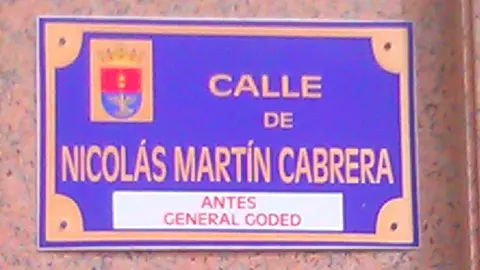 CALLE
DE
NICOLÁS MARTÍN CABRERA
ANTES
GENERAL GODED